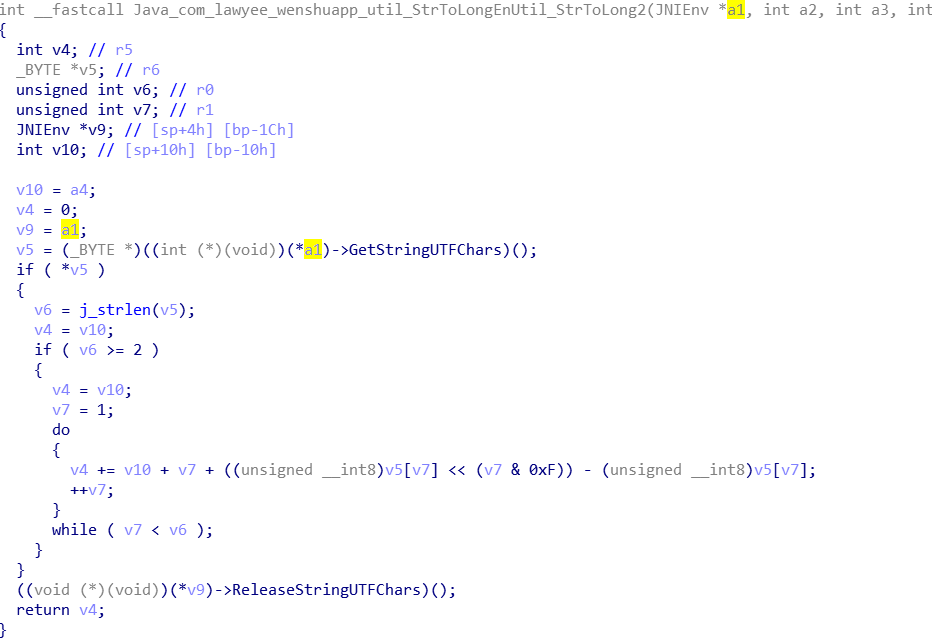 int __fastcall Java_com_lawyee_wenshuapp_util_StrToLongEnUtil_StrToLong2(JNIEnv *a1, int a2, int a3, int
{
int v4; // r5
_BYTE *v5; // r6
unsigned int v6; // r0
unsigned int v7; // r1
JNIEnv *v9; // [sp+4h] [bp-1Ch]
int v10; // [sp+10h] [bp-10h]
v10 = a4;
v4 = 0;
v9 = a1;
v5 = (_BYTE *)((int (*)(void))(*a1)->GetStringUTFChars)();
if ( *v5 )
{
v6 = j_strlen(v5);
v4 = v10;
if ( v6 >= 2 )
{
v4 = v10;
v7 = 1;
do
{
v4 += v10 + v7 + ((unsigned __int8)v5[v7] << (v7 & 0xF)) - (unsigned __int8)v5[v7];
++v7;
}
while ( v7 < v6 );
}
}
((void (*)(void))(*v9)->ReleaseStringUTFChars)();
return v4;
}